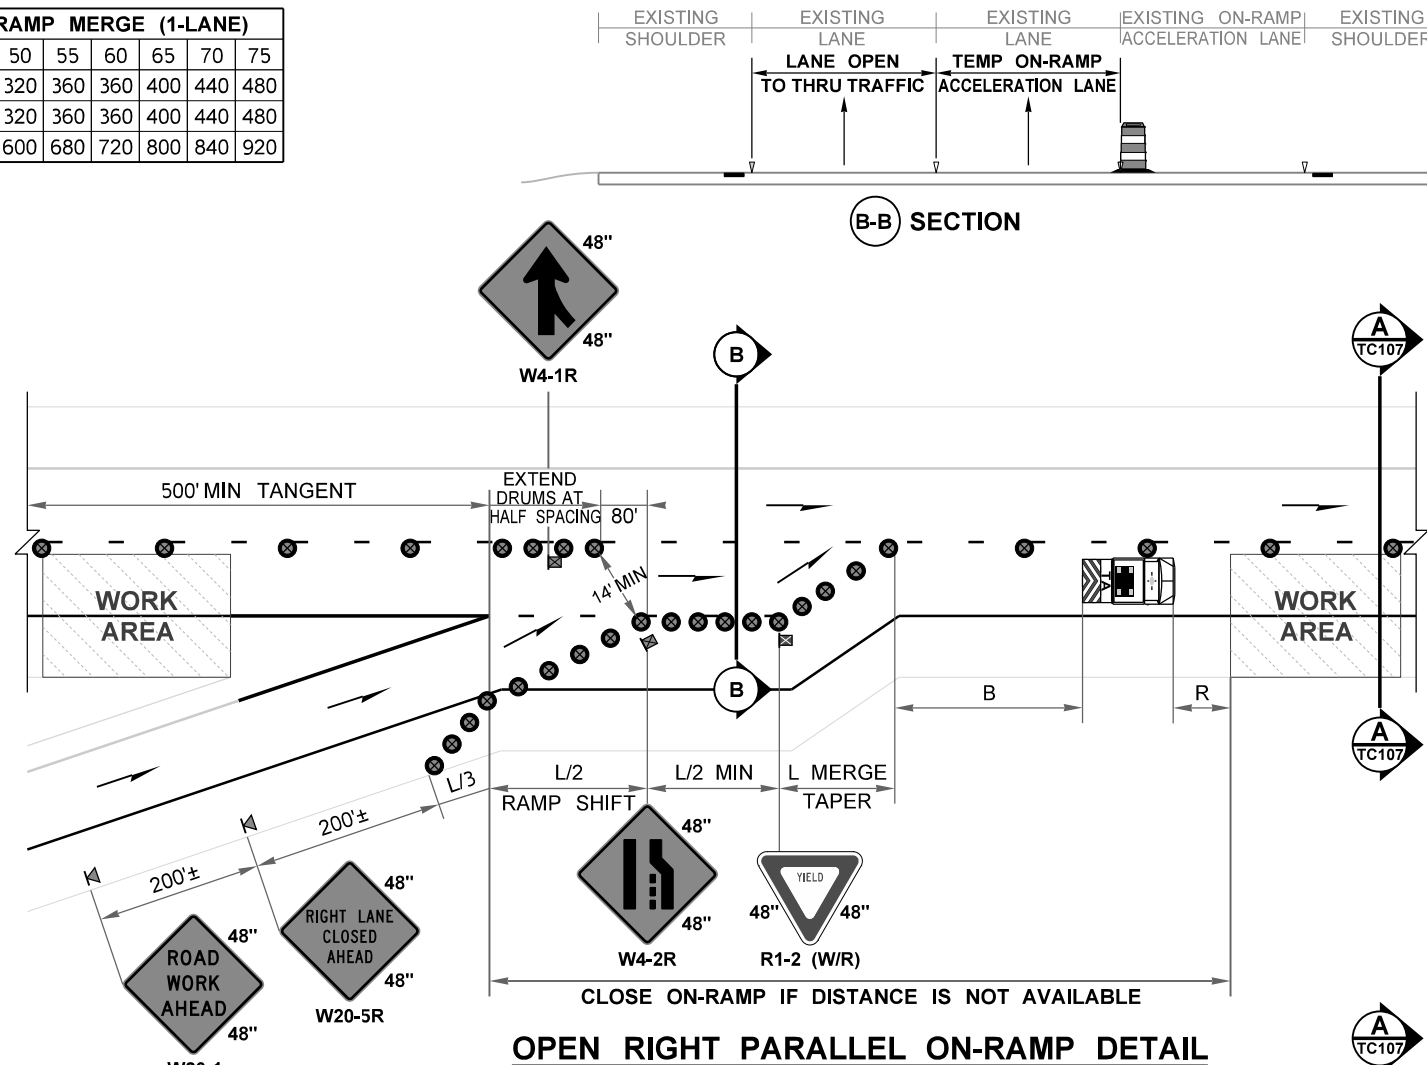 RAMP MERGE (1-LANE)
50 55 60 65 70 75
320 360 360 400 440 480
320 360 360 400 440 480
600 680 720 800 840 920
EXISTING SHOULDER
EXISTING LANE
EXISTING LANE
EXISTING ON-RAMP ACCELERATION LANE
EXISTING SHOULDER
LANE OPEN TO THRU TRAFFIC
TEMP ON-RAMP ACCELERATION LANE
B-B SECTION
48"
48"
W4-1R
B
A
TC107
500' MIN TANGENT
EXTEND
DRUMS AT
HALF SPACING
80'
14' MIN
WORK
AREA
WORK
AREA
TA
B
B
R
A
TC107
L/3
L/2
RAMP SHIFT
L/2 MIN
L MERGE
TAPER
200'±
200'±
48"
48"
ROAD
WORK
AHEAD
48"
48"
RIGHT LANE
CLOSED
AHEAD
W20-5R
48"
48"
W4-2R
YIELD
48"
48"
R1-2 (W/R)
CLOSE ON-RAMP IF DISTANCE IS NOT AVAILABLE
OPEN RIGHT PARALLEL ON-RAMP DETAIL
A
TC107